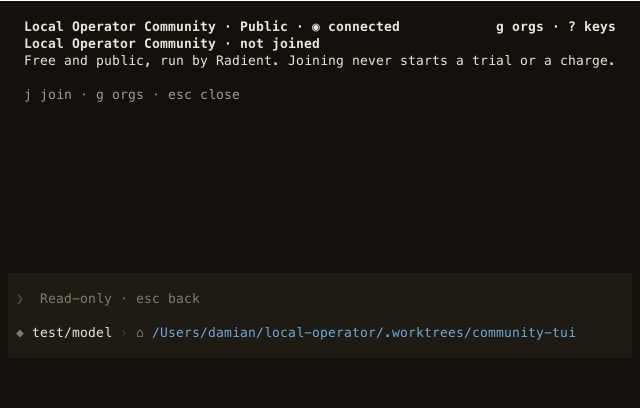 Local Operator Community · Public · ◉ connected g orgs · ? keys
Local Operator Community · not joined
Free and public, run by Radient. Joining never starts a trial or a charge.
j join · g orgs · esc close
❯ Read-only · esc back
◆ test/model › ⌂ /Users/damian/local-operator/.worktrees/community-tui